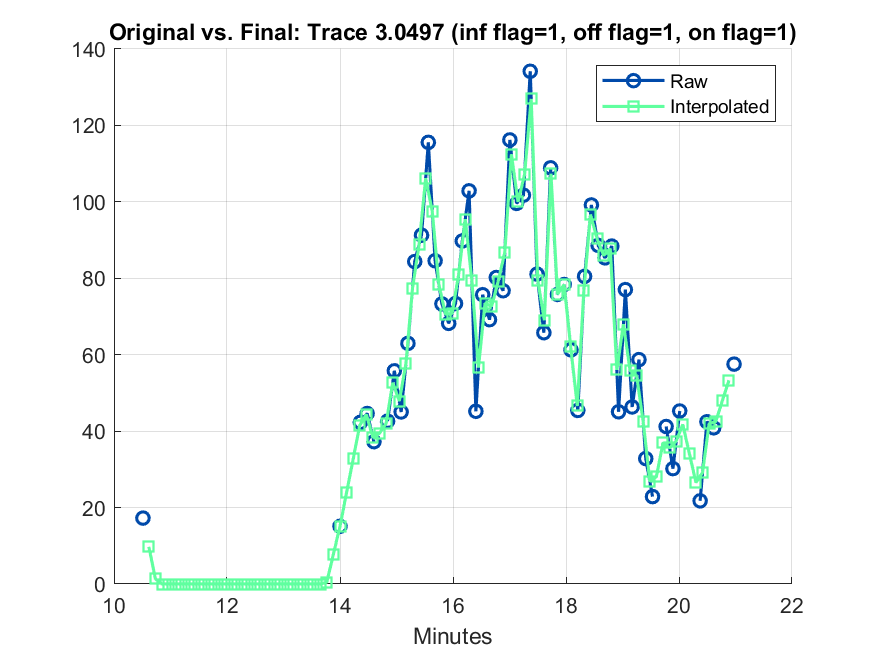 Original vs. Final: Trace 3.0497 (inf flag=1, off flag=1, on flag=1)
140
120
100
80
60
40
20
0
Raw
Interpolated
10 12 14 16 18 20 22
Minutes